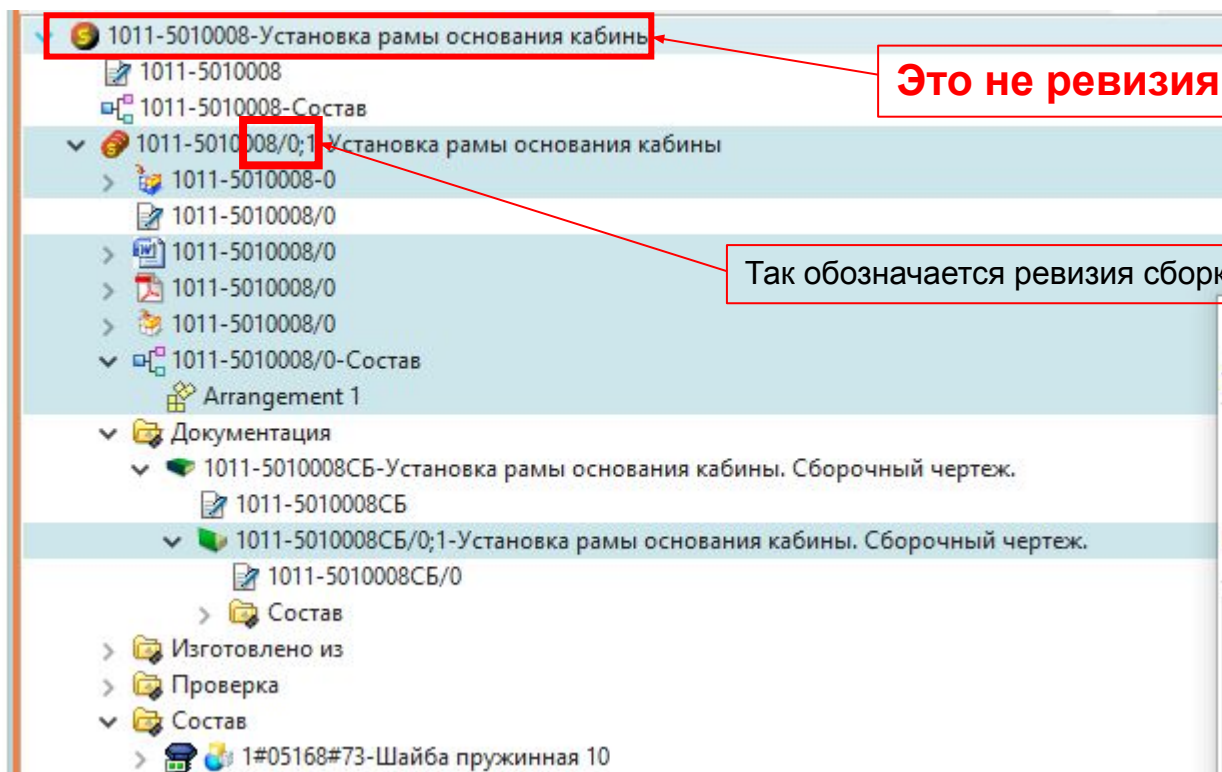 1011-5010008-Установка рамы основания кабины
Это не ревизия
1011-5010008
1011-5010008-Состав
1011-5010008/0;1-Установка рамы основания кабины
1011-5010008-0
1011-5010008/0
1011-5010008/0
Так обозначается ревизия сборк
1011-5010008/0
1011-5010008/0
1011-5010008/0-Состав
Arrangement 1
Документация
1011-5010008СБ-Установка рамы основания кабины. Сборочный чертеж.
1011-5010008СБ
1011-5010008СБ/0;1-Установка рамы основания кабины. Сборочный чертеж.
1011-5010008СБ/0
Состав
Изготовлено из
Проверка
Состав
1#05168#73-Шайба пружинная 10